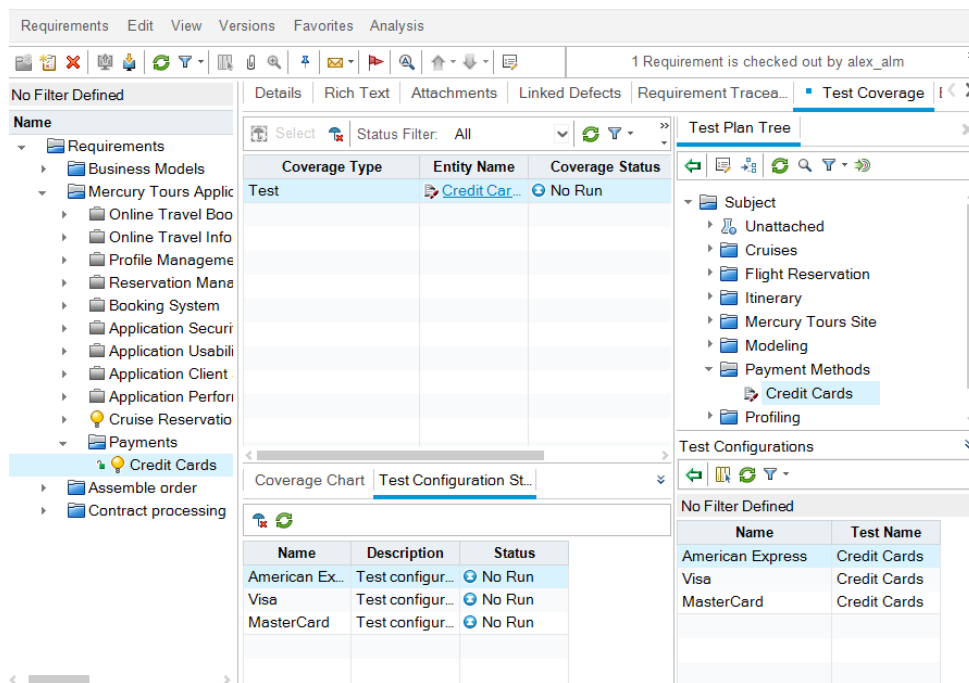 Requirements Edit View Versions Favorites Analysis
1 Requirement is checked out by alex_alm
No Filter Defined
Name
Requirements
Business Models
Mercury Tours Applic
Online Travel Boo
Online Travel Info
Profile Manageme
Reservation Mana
Booking System
Application Securi
Application Usabili
Application Client
Application Perfor
Cruise Reservatio
Payments
Credit Cards
Assemble order
Contract processing
Details Rich Text Attachments Linked Defects Requirement Tracea... Test Coverage
Select Status Filter: All
Coverage Type Entity Name Coverage Status
Test Credit Car... No Run
Coverage Chart Test Configuration St...
Name Description Status
American Ex... Test configur... No Run
Visa Test configur... No Run
MasterCard Test configur... No Run
Test Plan Tree
Subject
Unattached
Cruises
Flight Reservation
Itinerary
Mercury Tours Site
Modeling
Payment Methods
Credit Cards
Profiling
Test Configurations
No Filter Defined
Name Test Name
American Express Credit Cards
Visa Credit Cards
MasterCard Credit Cards